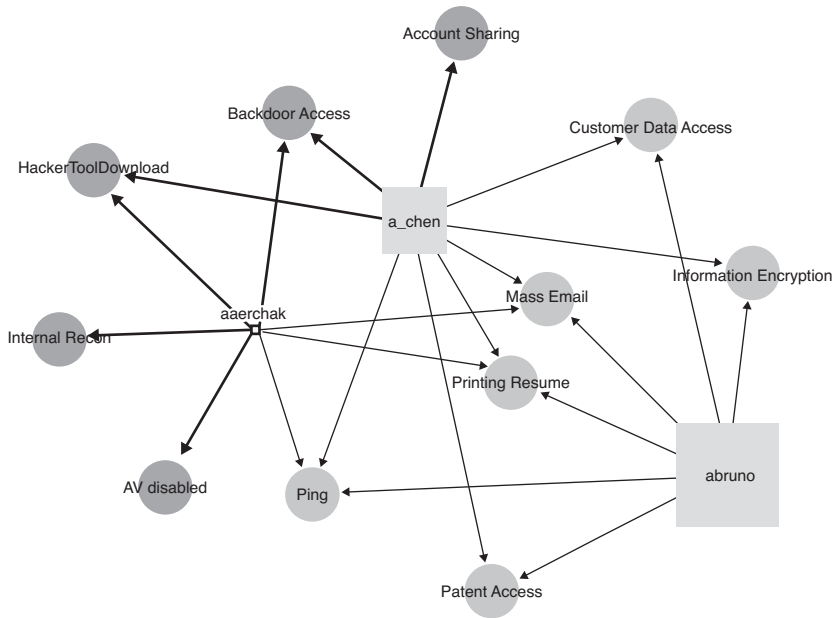 Account Sharing
Backdoor Access
Customer Data Access
HackerToolDownload
a_chen
Information Encryption
Mass Email
aaerchak
Internal Recon
Printing Resume
abruno
AV disabled
Ping
Patent Access